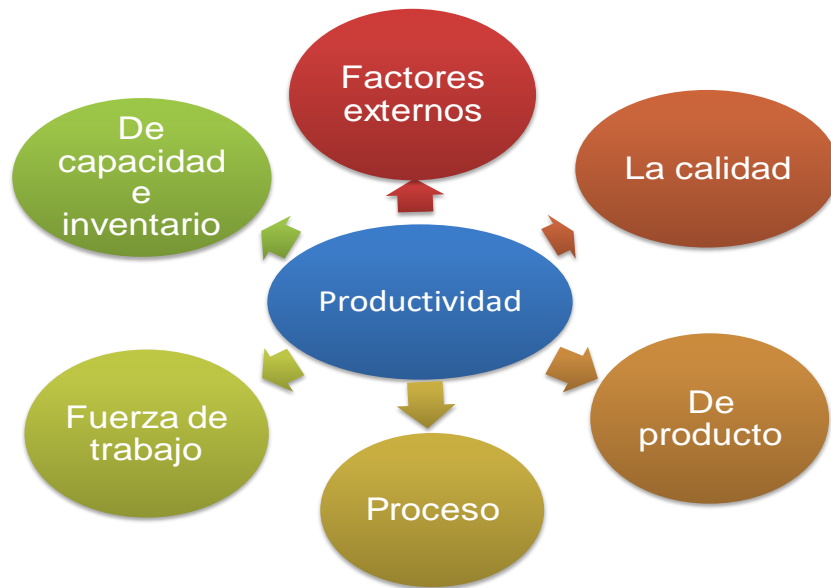 Factores
externos
La calidad
De
producto
Proceso
Fuerza de
trabajo
De
capacidad
e
inventario
Productividad